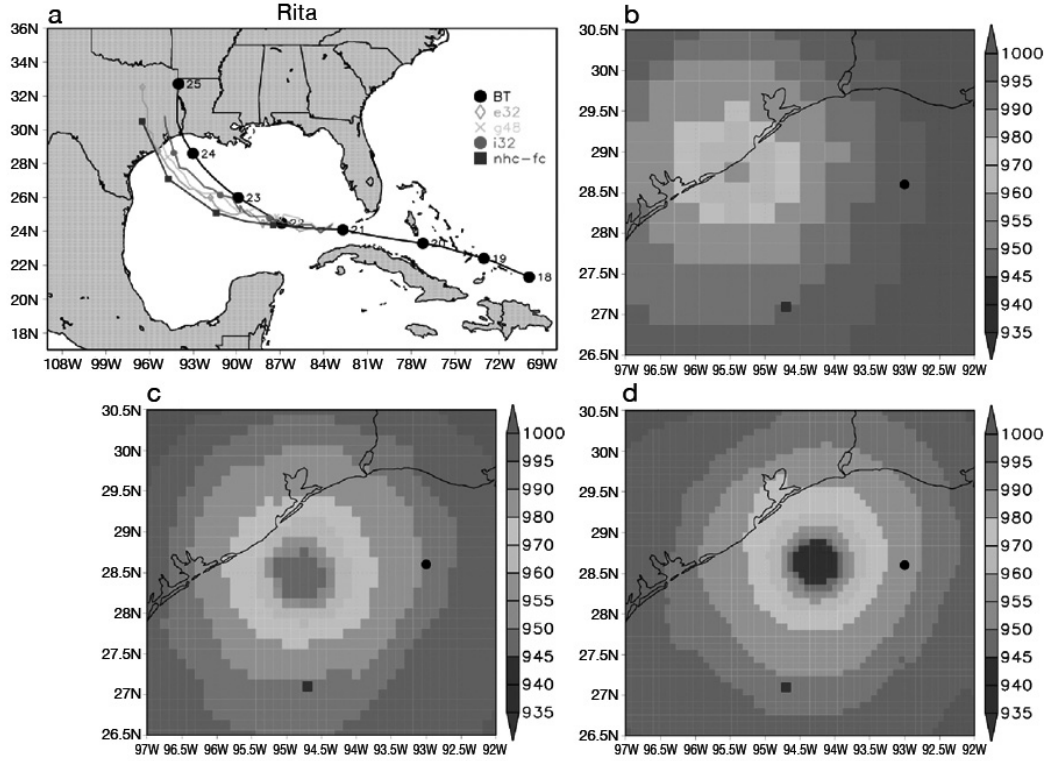 a
Rita
36N
34N
32N
30N
28N
26N
24N
22N
20N
18N
108W 105W 102W 99W 96W 93W 90W 87W 84W 81W 78W 75W 72W 69W
25
24
23
22
21
20
19
18
BT
e32
g48
i32
nhc-fc
b
30.5N
30N
29.5N
29N
28.5N
28N
27.5N
27N
26.5N
97W 96.5W 96W 95.5W 95W 94.5W 94W 93.5W 93W 92.5W 92W
1000
995
990
980
970
960
955
950
945
940
935
c
30.5N
30N
29.5N
29N
28.5N
28N
27.5N
27N
26.5N
97W 96.5W 96W 95.5W 95W 94.5W 94W 93.5W 93W 92.5W 92W
1000
995
990
980
970
960
955
950
945
940
935
d
30.5N
30N
29.5N
29N
28.5N
28N
27.5N
27N
26.5N
97W 96.5W 96W 95.5W 95W 94.5W 94W 93.5W 93W 92.5W 92W
1000
995
990
980
970
960
955
950
945
940
935